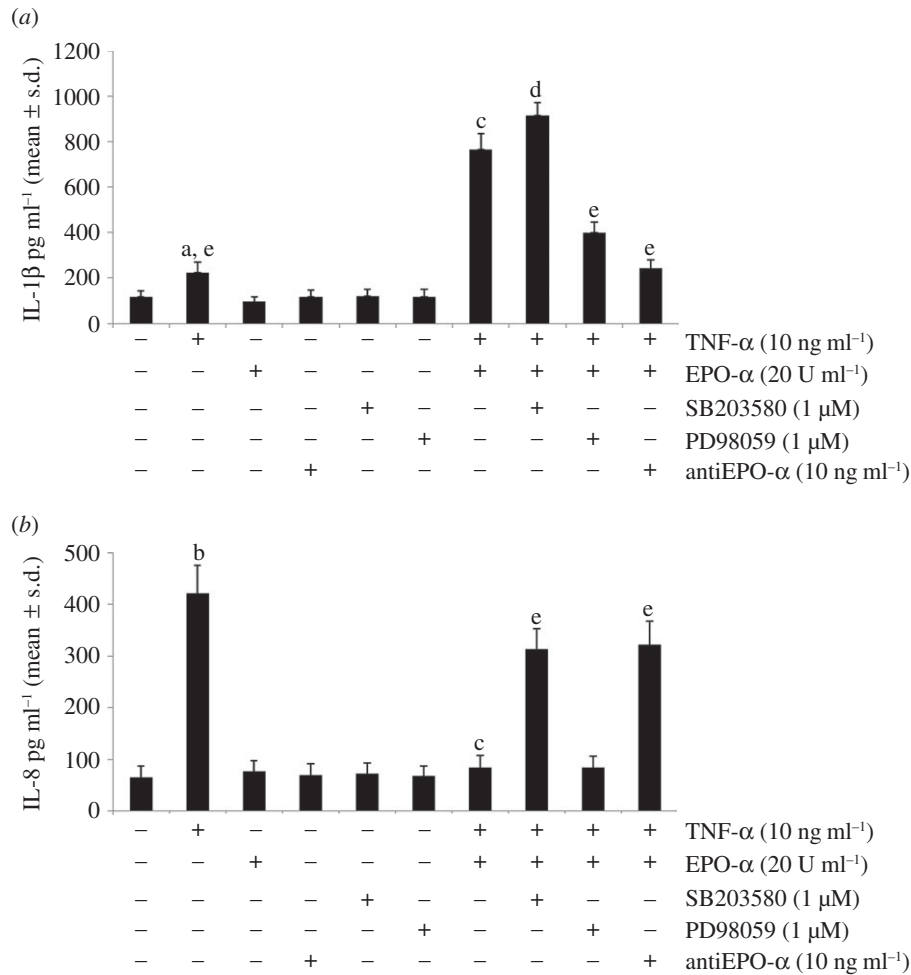 (a)
IL-1β pg ml⁻¹ (mean ± s.d.)
1200
1000
800
600
400
200
0
a, e
c
d
e
e
– + – – – – + + + + TNF-α (10 ng ml⁻¹)
– – + – – – + + + + EPO-α (20 U ml⁻¹)
– – – – + – – + – – SB203580 (1 µM)
– – – – – + – – + – PD98059 (1 µM)
– – – + – – – – – + antiEPO-α (10 ng ml⁻¹)
(b)
IL-8 pg ml⁻¹ (mean ± s.d.)
500
400
300
200
100
0
b
c
e
e
– + – – – – + + + + TNF-α (10 ng ml⁻¹)
– – + – – – + + + + EPO-α (20 U ml⁻¹)
– – – – + – – + – – SB203580 (1 µM)
– – – – – + – – + – PD98059 (1 µM)
– – – + – – – – – + antiEPO-α (10 ng ml⁻¹)